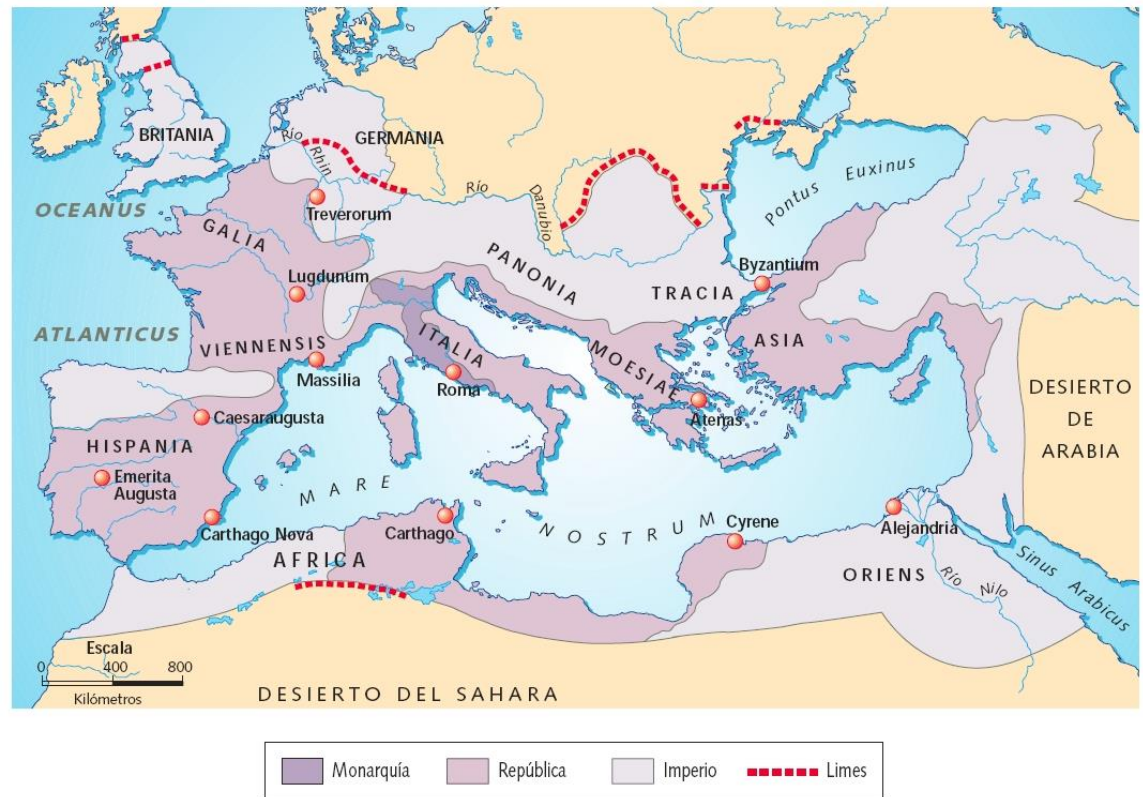 BRITANIA
GERMANIA
Río
Rhin
Río
Danubio
Pontus Euxinus
OCEANUS
Treverorum
GALIA
PANONIA
Lugdunum
Byzantium
TRACIA
ATLANTICUS
VIENNENSIS
ITALIA
MOESIAE
ASIA
Massilia
Roma
Atenas
DESIERTO
DE
ARABIA
Caesaraugusta
HISPANIA
Emerita
Augusta
MARE
NOSTRUM
Carthago Nova
Carthago
Cyrene
Alejandria
AFRICA
ORIENS
Río Nilo
Sinus Arabicus
Escala
0 400 800
Kilómetros
DESIERTO DEL SAHARA
Monarquía República Imperio Limes